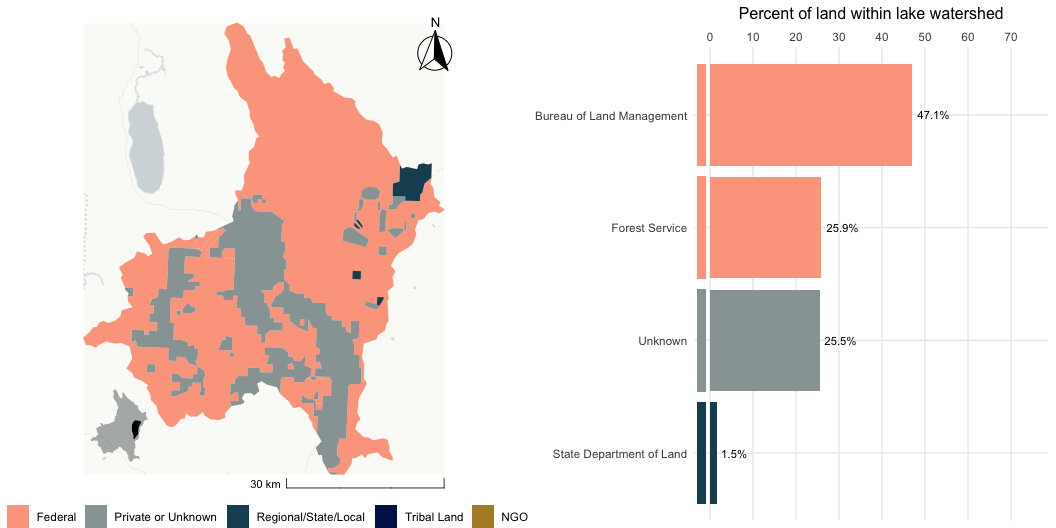 N
30 km
Federal
Private or Unknown
Regional/State/Local
Tribal Land
NGO
Percent of land within lake watershed
0 10 20 30 40 50 60 70
Bureau of Land Management 47.1%
Forest Service 25.9%
Unknown 25.5%
State Department of Land 1.5%